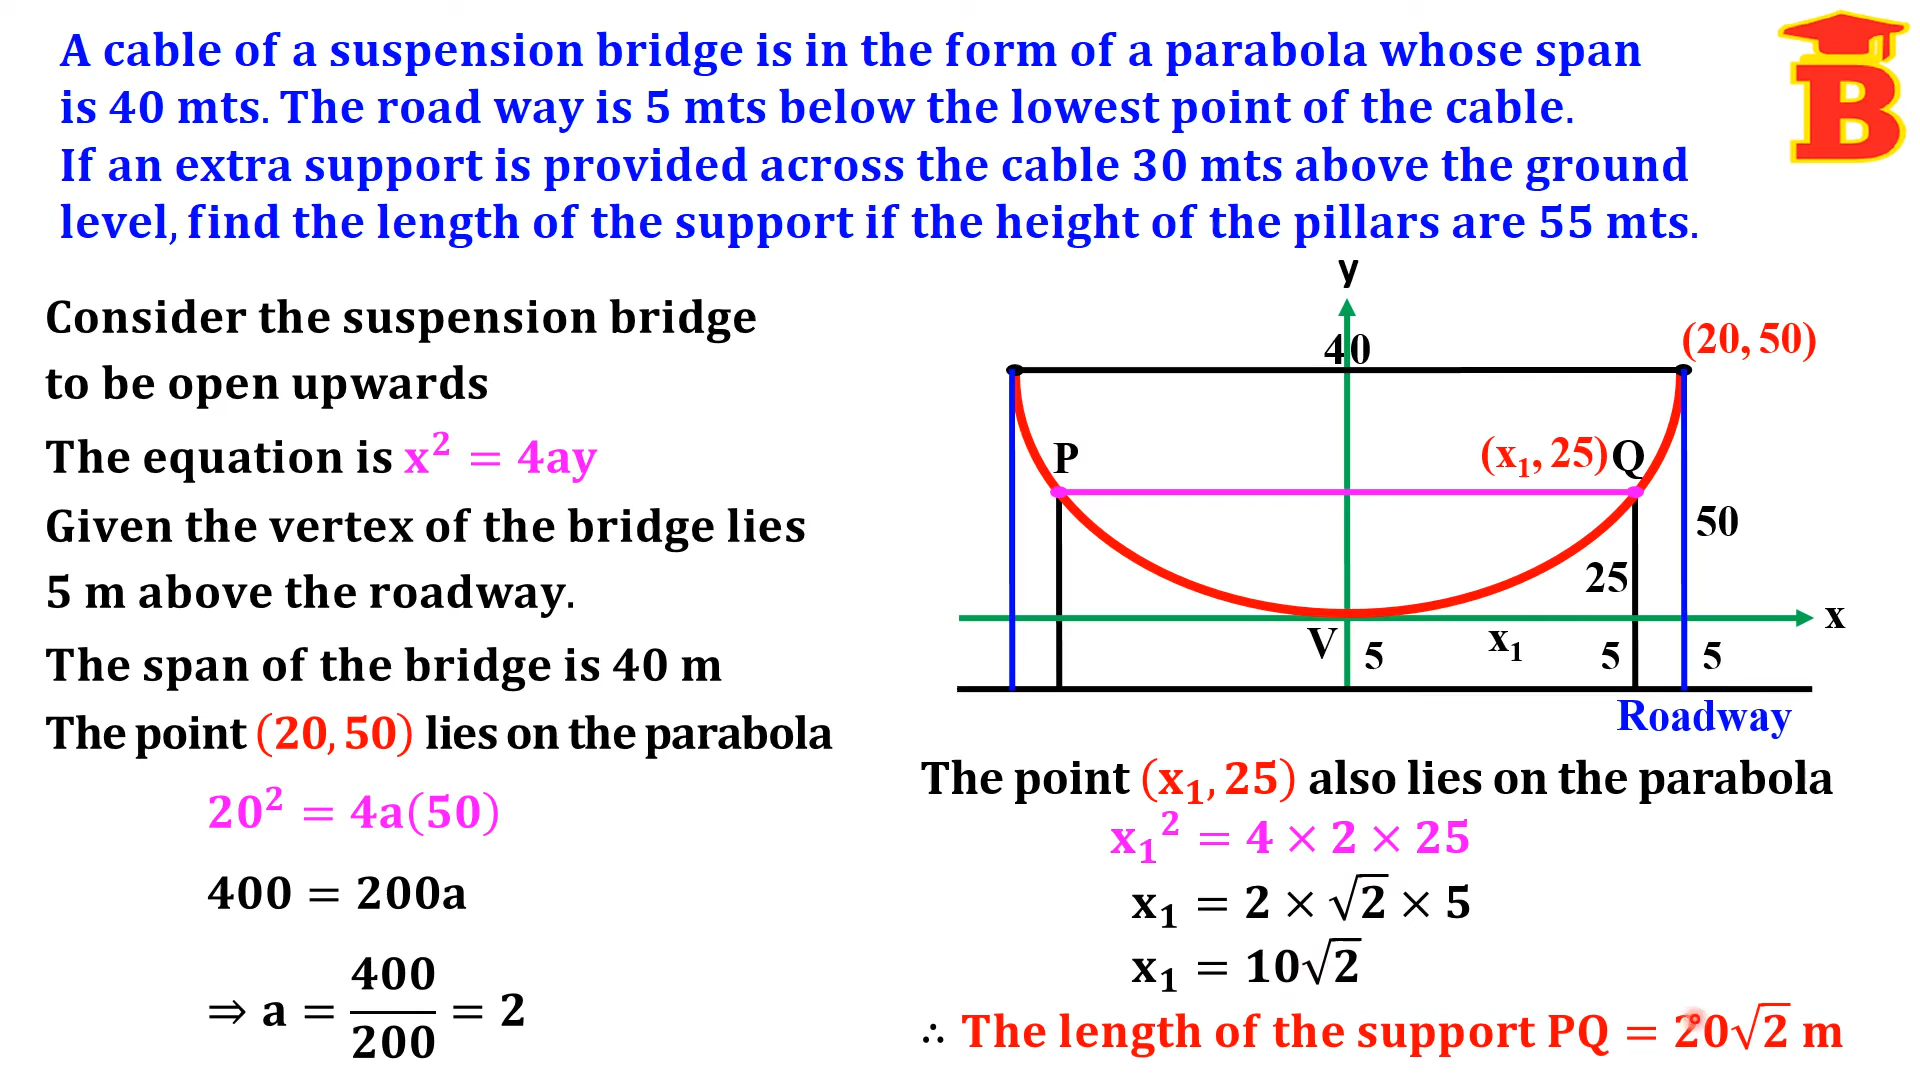 A cable of a suspension bridge is in the form of a parabola whose span
is 40 mts. The road way is 5 mts below the lowest point of the cable.
If an extra support is provided across the cable 30 mts above the ground
level, find the length of the support if the height of the pillars are 55 mts.
B
Consider the suspension bridge
to be open upwards
The equation is x² = 4ay
Given the vertex of the bridge lies
5 m above the roadway.
The span of the bridge is 40 m
The point (20, 50) lies on the parabola
20² = 4a(50)
400 = 200a
⇒ a = 400/200 = 2
y
40
(20, 50)
P
(x₁, 25) Q
50
25
x
V
5
x₁
5
5
Roadway
The point (x₁, 25) also lies on the parabola
x₁² = 4 × 2 × 25
x₁ = 2 × √2 × 5
x₁ = 10√2
∴ The length of the support PQ = 20√2 m